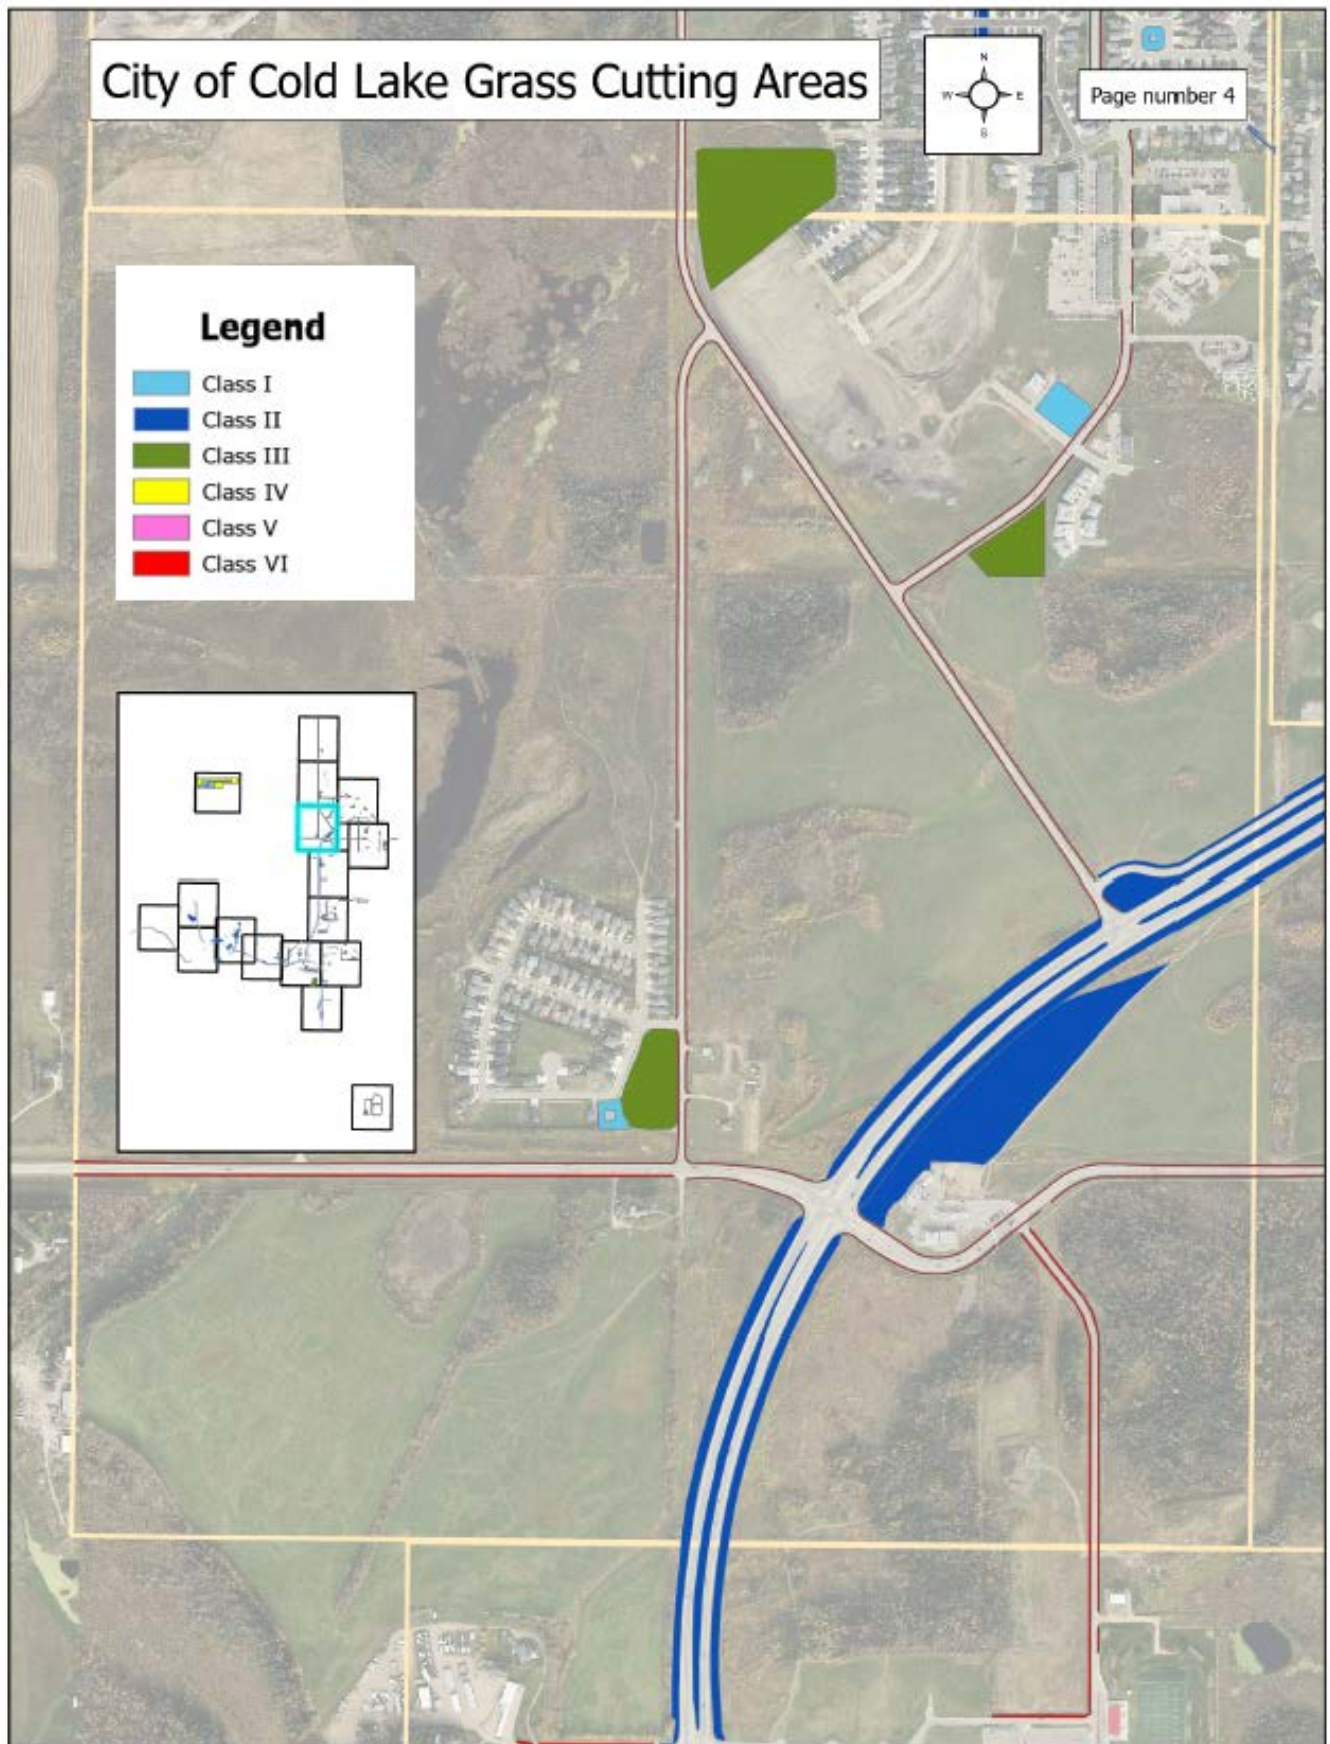 City of Cold Lake Grass Cutting Areas
N
W E
S
Page number 4
Legend
Class I
Class II
Class III
Class IV
Class V
Class VI